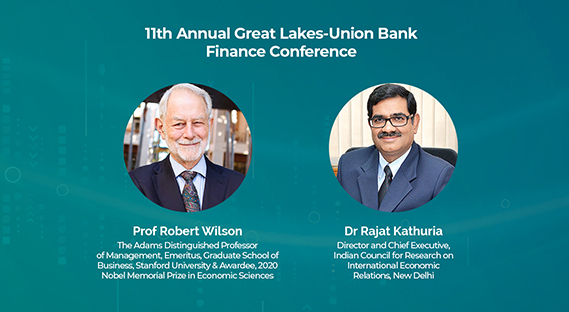 11th Annual Great Lakes-Union Bank
Finance Conference
Prof Robert Wilson
The Adams Distinguished Professor
of Management, Emeritus, Graduate School of
Business, Stanford University & Awardee, 2020
Nobel Memorial Prize in Economic Sciences
Dr Rajat Kathuria
Director and Chief Executive,
Indian Council for Research on
International Economic
Relations, New Delhi